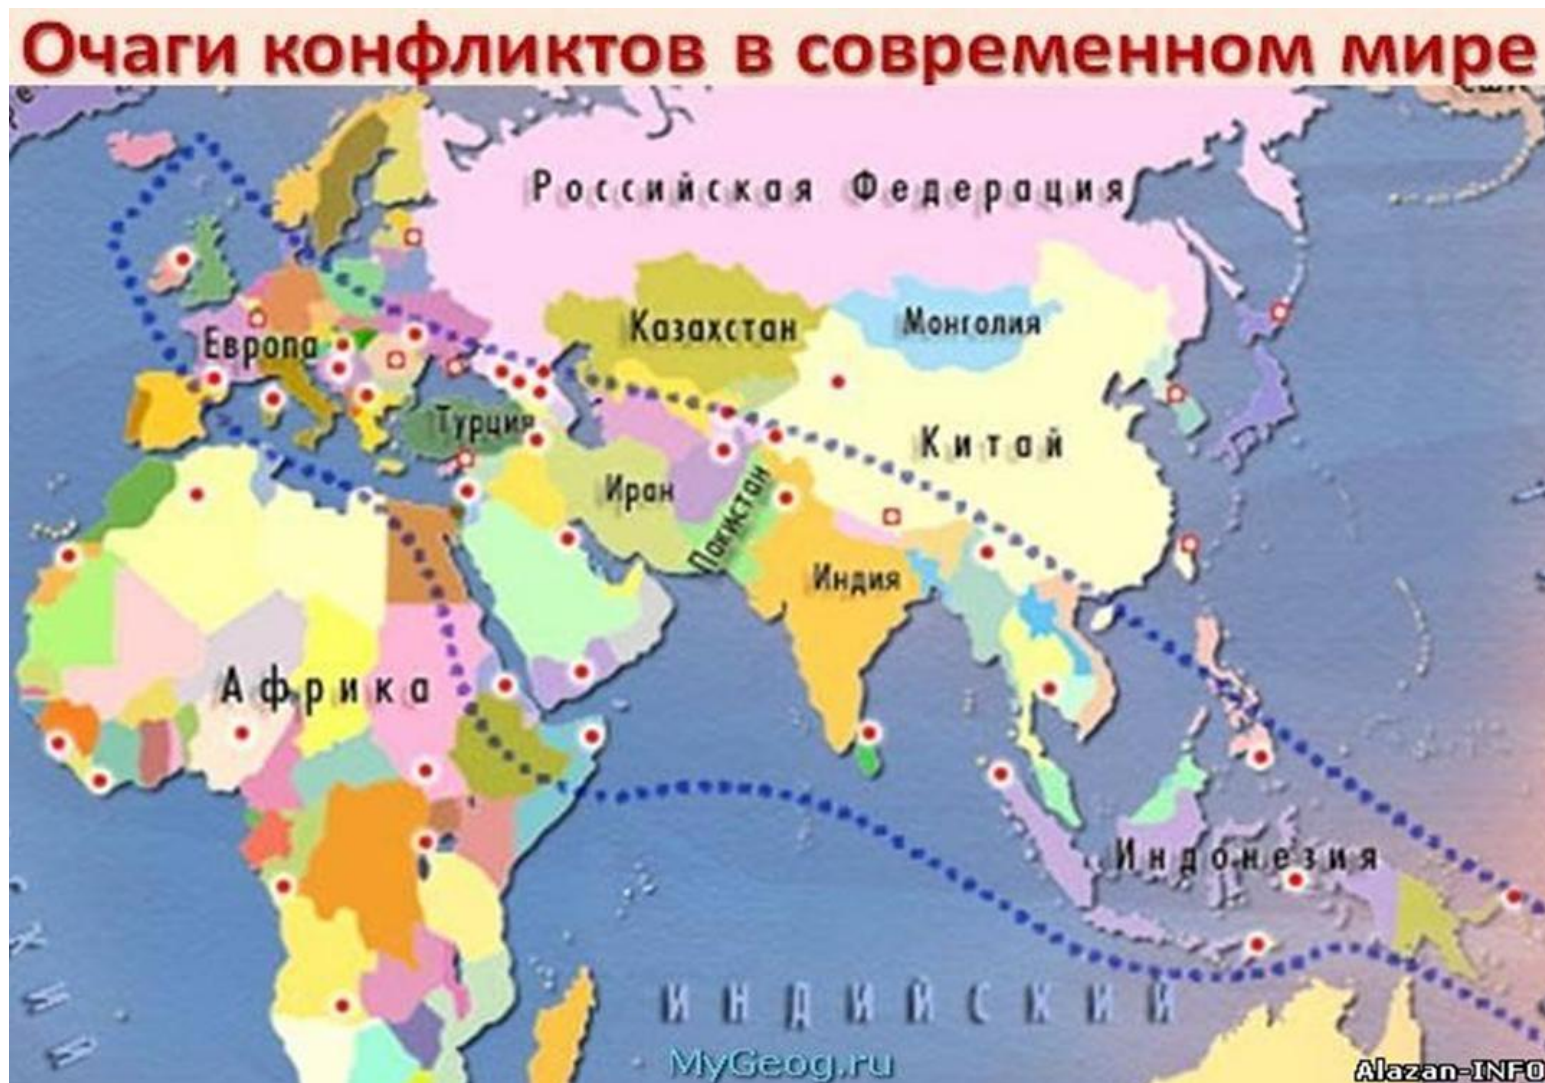 Очаги конфликтов в современном мире
Российская Федерация
Казахстан
Монголия
Европа
Турция
Китай
Иран
Пакистан
Индия
Африка
Индонезия
ИНДИЙСКИЙ
MyGeog.ru
Alazan-INFO